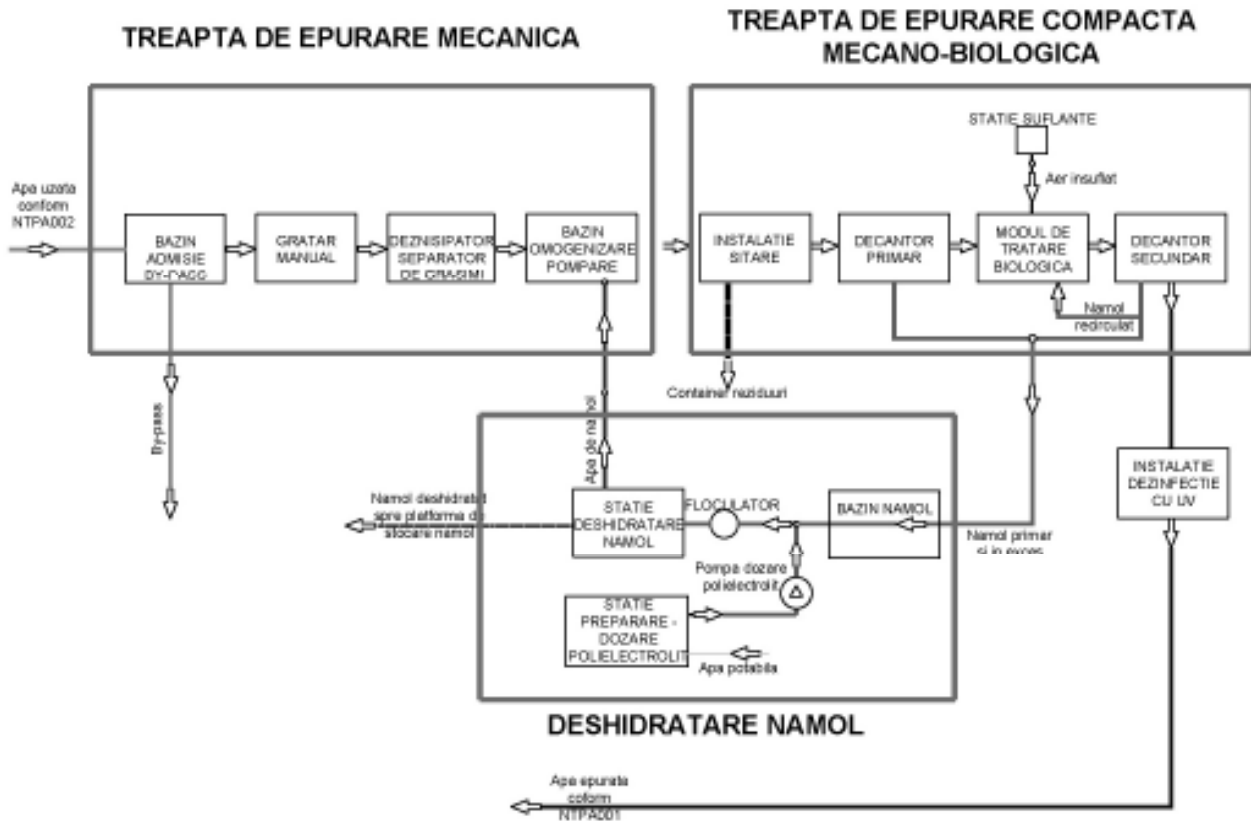 TREAPTA DE EPURARE MECANICA
TREAPTA DE EPURARE COMPACTA
MECANO-BIOLOGICA
STATIE SUFLANTE
Aer insuflat
Apa uzata
conform
NTPA002
BAZIN
ADMISIE
BY-PASS
GRATAR
MANUAL
DEZNISIPATOR
SEPARATOR
DE GRASIMI
BAZIN
OMOGENIZARE
POMPARE
INSTALATIE
SITARE
DECANTOR
PRIMAR
MODUL DE
TRATARE
BIOLOGICA
DECANTOR
SECUNDAR
Namol
recirculat
Container reziduuri
By-pass
Apa de namol
Namol deshidratat
spre platforma de
stocare namol
STATIE
DESHIDRATARE
NAMOL
FLOCULATOR
BAZIN NAMOL
Namol primar
si in exces
INSTALATIE
DEZINFECTIE
CU UV
Pompa dozare
polielectrolit
STATIE
PREPARARE -
DOZARE
POLIELECTROLIT
Apa potabila
DESHIDRATARE NAMOL
Apa epurata
coform
NTPA001